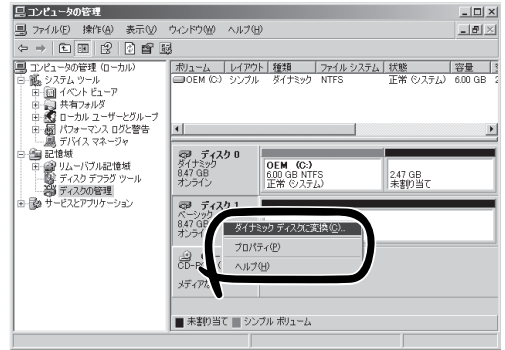 コンピュータの管理
ファイル(F) 操作(A) 表示(V) ウィンドウ(W) ヘルプ(H)
コンピュータの管理 (ローカル)
システム ツール
イベント ビューア
共有フォルダ
ローカル ユーザーとグループ
パフォーマンス ログと警告
デバイス マネージャ
記憶域
リムーバブル記憶域
ディスク デフラグ ツール
ディスクの管理
サービスとアプリケーション
ボリューム レイアウト 種類 ファイル システム 状態 容量
OEM (C:) シンプル ダイナミック NTFS 正常 (システム) 6.00 GB
ディスク 0
ダイナミック
8.47 GB
オンライン
OEM (C:)
6.00 GB NTFS
正常 (システム)
2.47 GB
未割り当て
ディスク 1
ベーシック
8.47 GB
オンライン
ダイナミック ディスクに変換(C)...
プロパティ(P)
ヘルプ(H)
未割り当て シンプル ボリューム